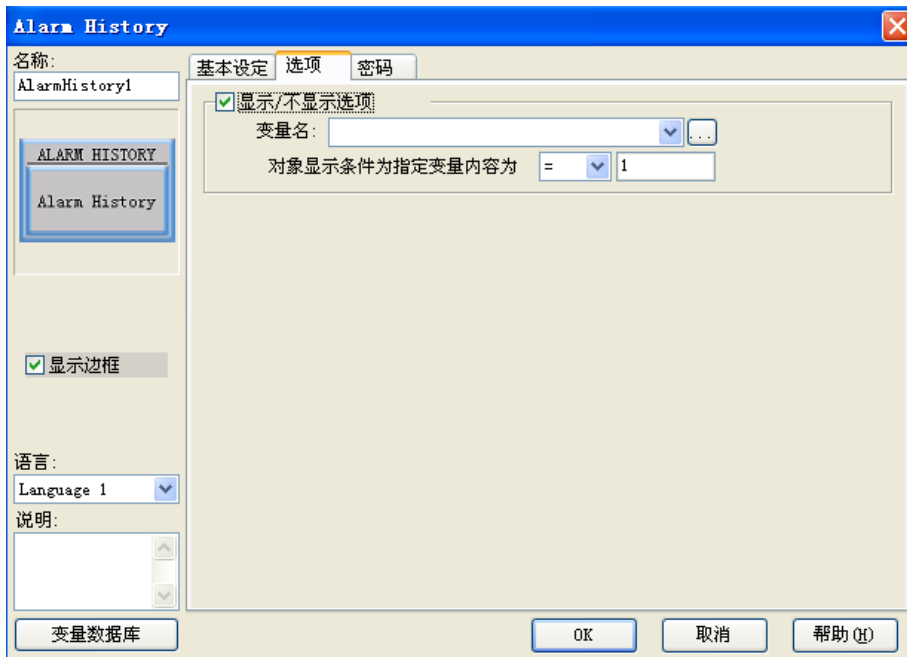 Alarm History
名称:
AlarmHistory1
ALARM HISTORY
Alarm History
显示边框
语言:
Language 1
说明:
变量数据库
基本设定 选项 密码
显示/不显示选项
变量名: ...
对象显示条件为指定变量内容为 = 1
OK 取消 帮助(H)